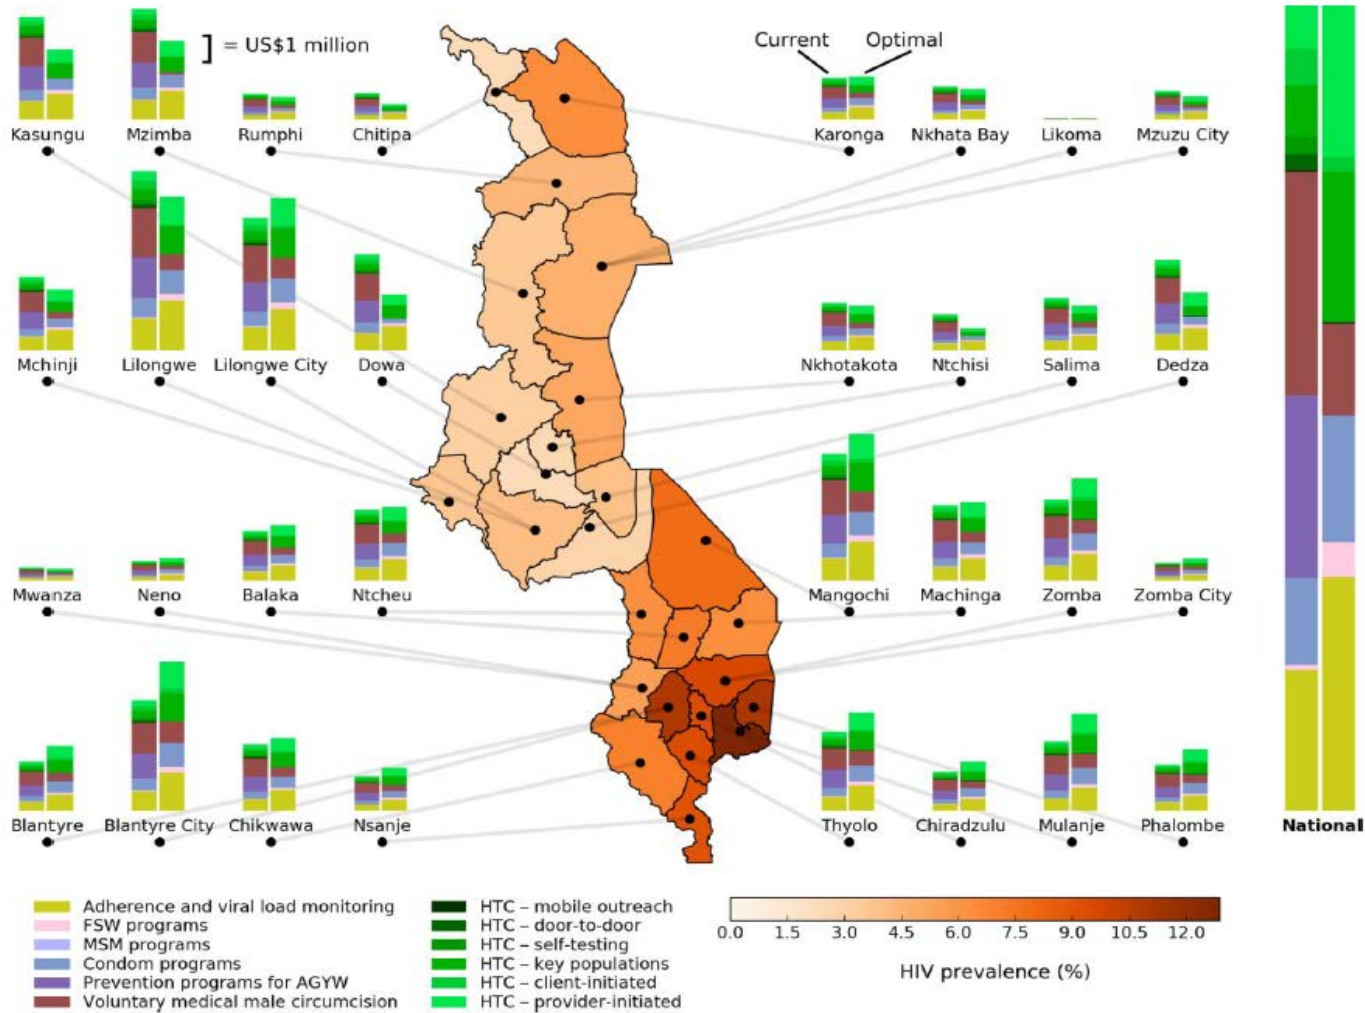 = US$1 million
Current Optimal
Kasungu Mzimba Rumphi Chitipa
Karonga Nkhata Bay Likoma Mzuzu City
Mchinji Lilongwe Lilongwe City Dowa
Nkhotakota Ntchisi Salima Dedza
Mwanza Neno Balaka Ntcheu
Mangochi Machinga Zomba Zomba City
Blantyre Blantyre City Chikwawa Nsanje
Thyolo Chiradzulu Mulanje Phalombe
National
Adherence and viral load monitoring
FSW programs
MSM programs
Condom programs
Prevention programs for AGYW
Voluntary medical male circumcision
HTC – mobile outreach
HTC – door-to-door
HTC – self-testing
HTC – key populations
HTC – client-initiated
HTC – provider-initiated
0.0 1.5 3.0 4.5 6.0 7.5 9.0 10.5 12.0
HIV prevalence (%)